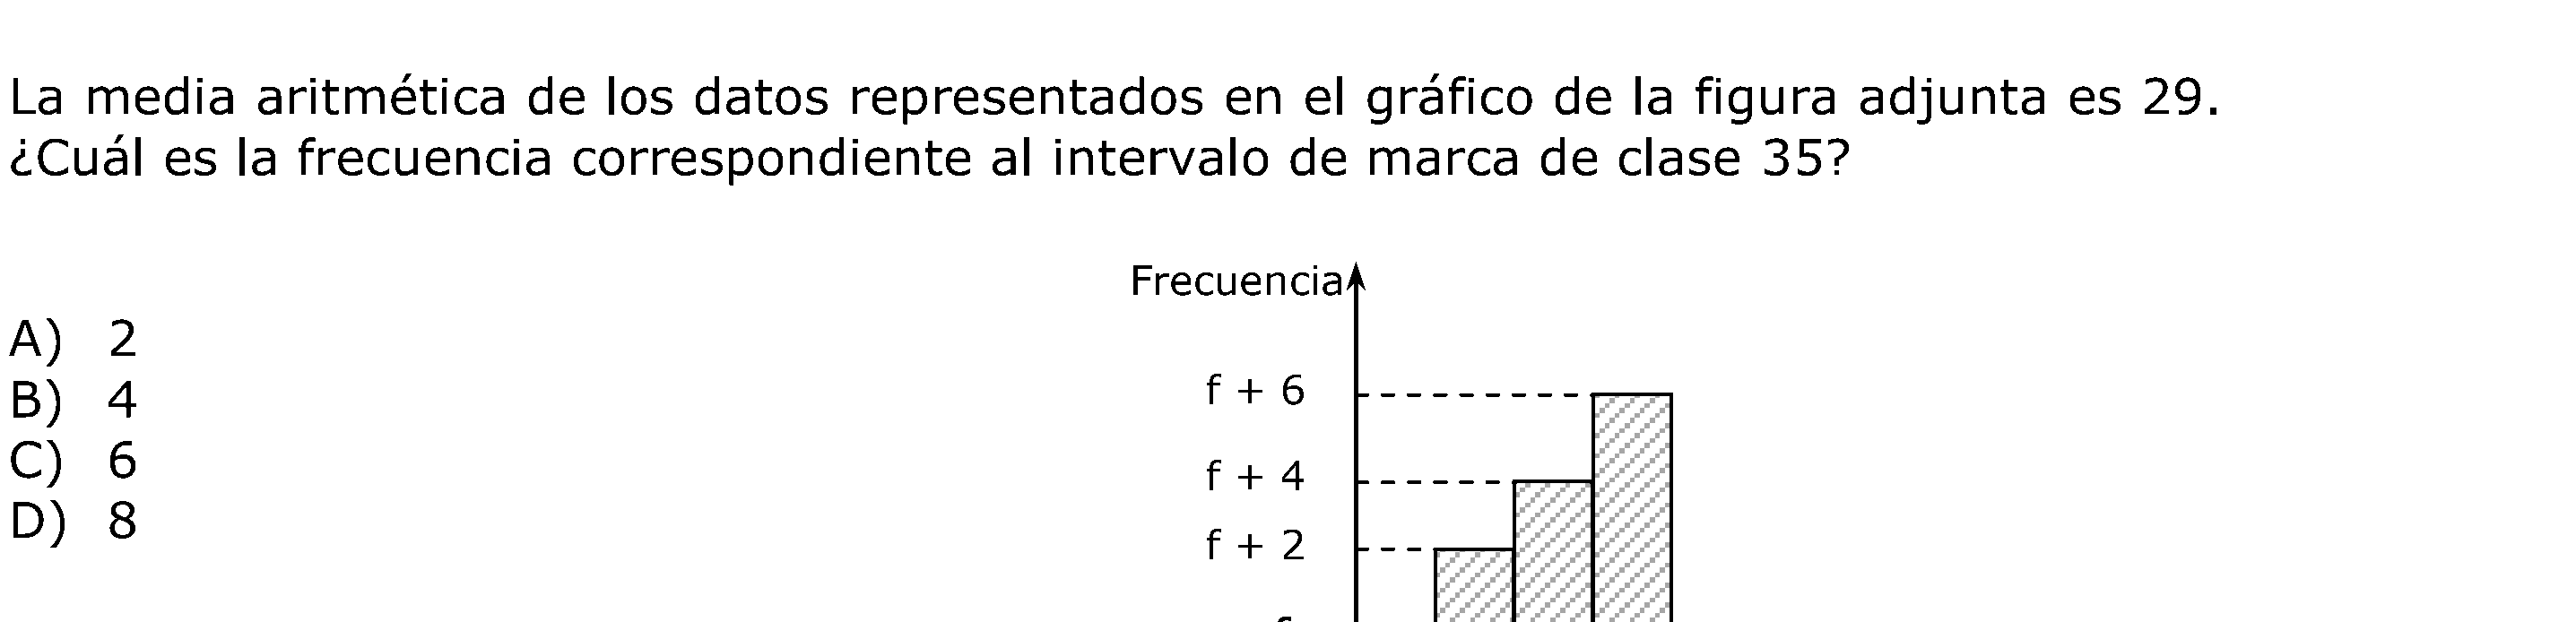 La media aritmética de los datos representados en el gráfico de la figura adjunta es 29.
¿Cuál es la frecuencia correspondiente al intervalo de marca de clase 35?
Frecuencia
A) 2
B) 4
C) 6
D) 8
f + 6
f + 4
f + 2